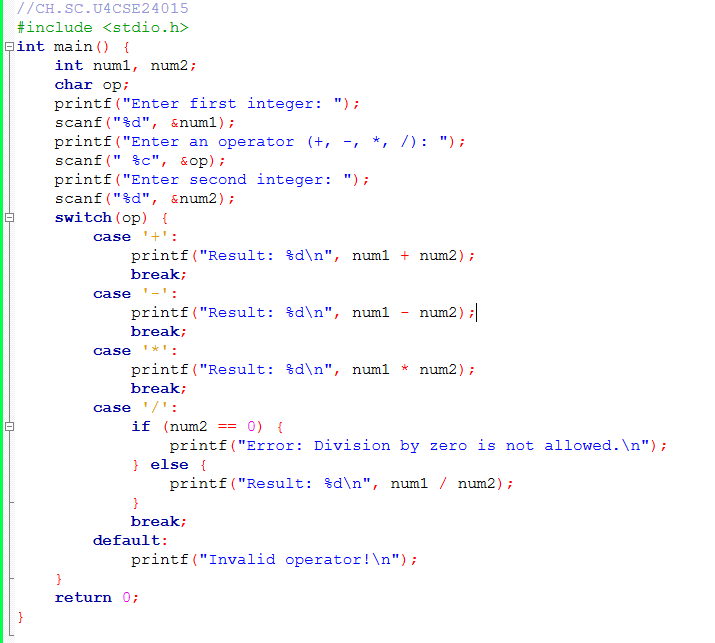 //CH.SC.U4CSE24015
#include <stdio.h>
int main() {
    int num1, num2;
    char op;
    printf("Enter first integer: ");
    scanf("%d", &num1);
    printf("Enter an operator (+, -, *, /): ");
    scanf(" %c", &op);
    printf("Enter second integer: ");
    scanf("%d", &num2);
    switch(op) {
        case '+':
            printf("Result: %d\n", num1 + num2);
            break;
        case '-':
            printf("Result: %d\n", num1 - num2);
            break;
        case '*':
            printf("Result: %d\n", num1 * num2);
            break;
        case '/':
            if (num2 == 0) {
                printf("Error: Division by zero is not allowed.\n");
            } else {
                printf("Result: %d\n", num1 / num2);
            }
            break;
        default:
            printf("Invalid operator!\n");
    }
    return 0;
}